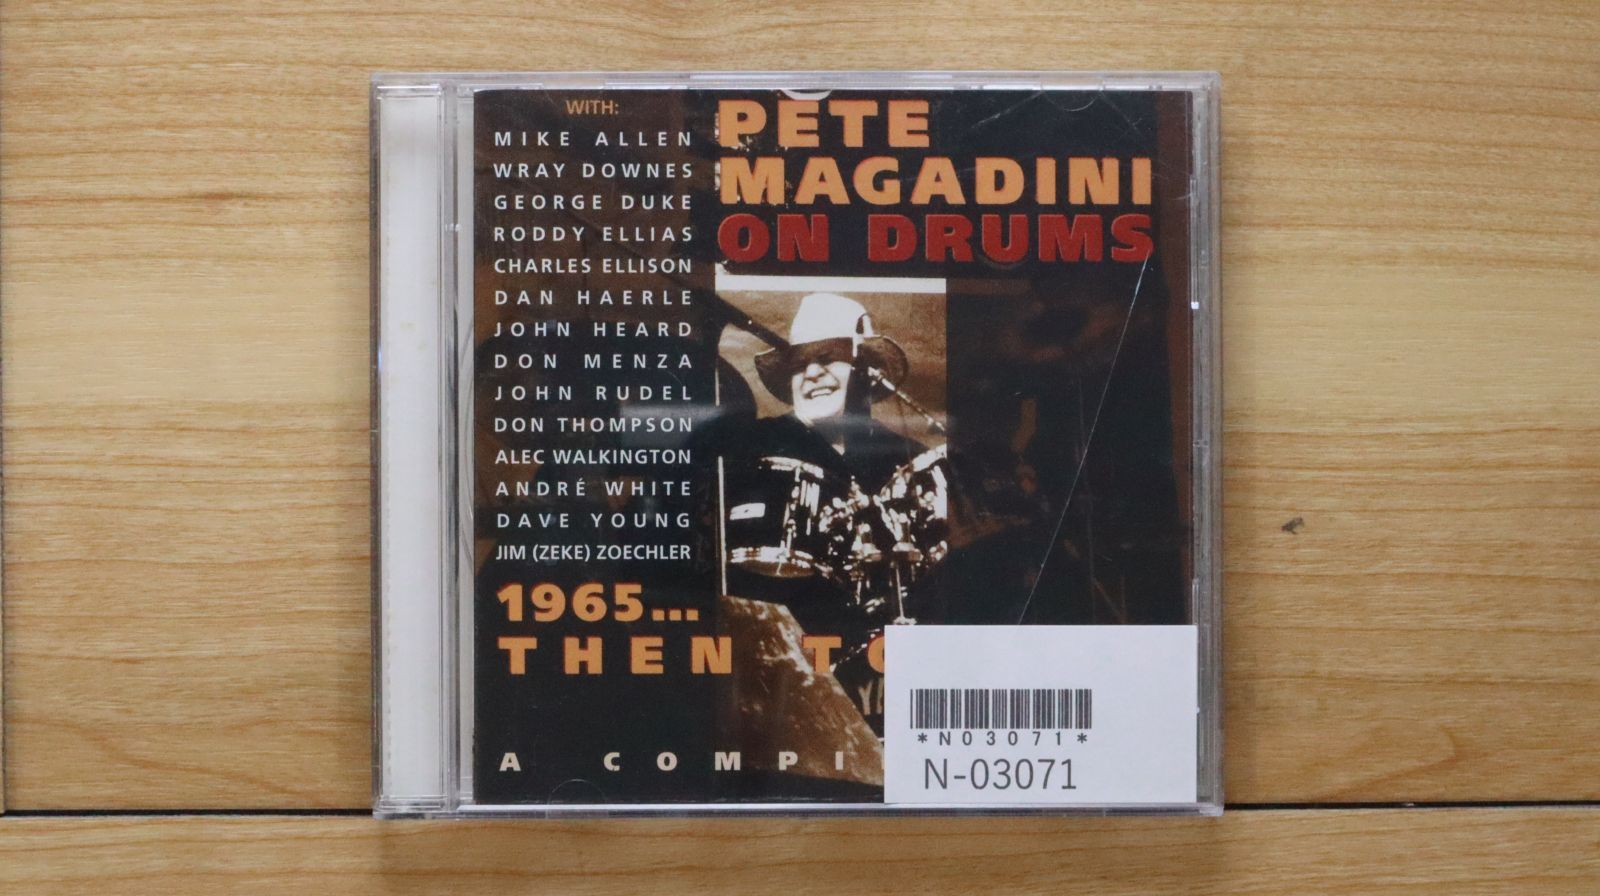 WITH:
MIKE ALLEN
WRAY DOWNES
GEORGE DUKE
RODDY ELLIAS
CHARLES ELLISON
DAN HAERLE
JOHN HEARD
DON MENZA
JOHN RUDEL
DON THOMPSON
ALEC WALKINGTON
ANDRÉ WHITE
DAVE YOUNG
JIM (ZEKE) ZOECHLER
PETE
MAGADINI
ON DRUMS
1965...
THEN
A
*N03071*
N-03071